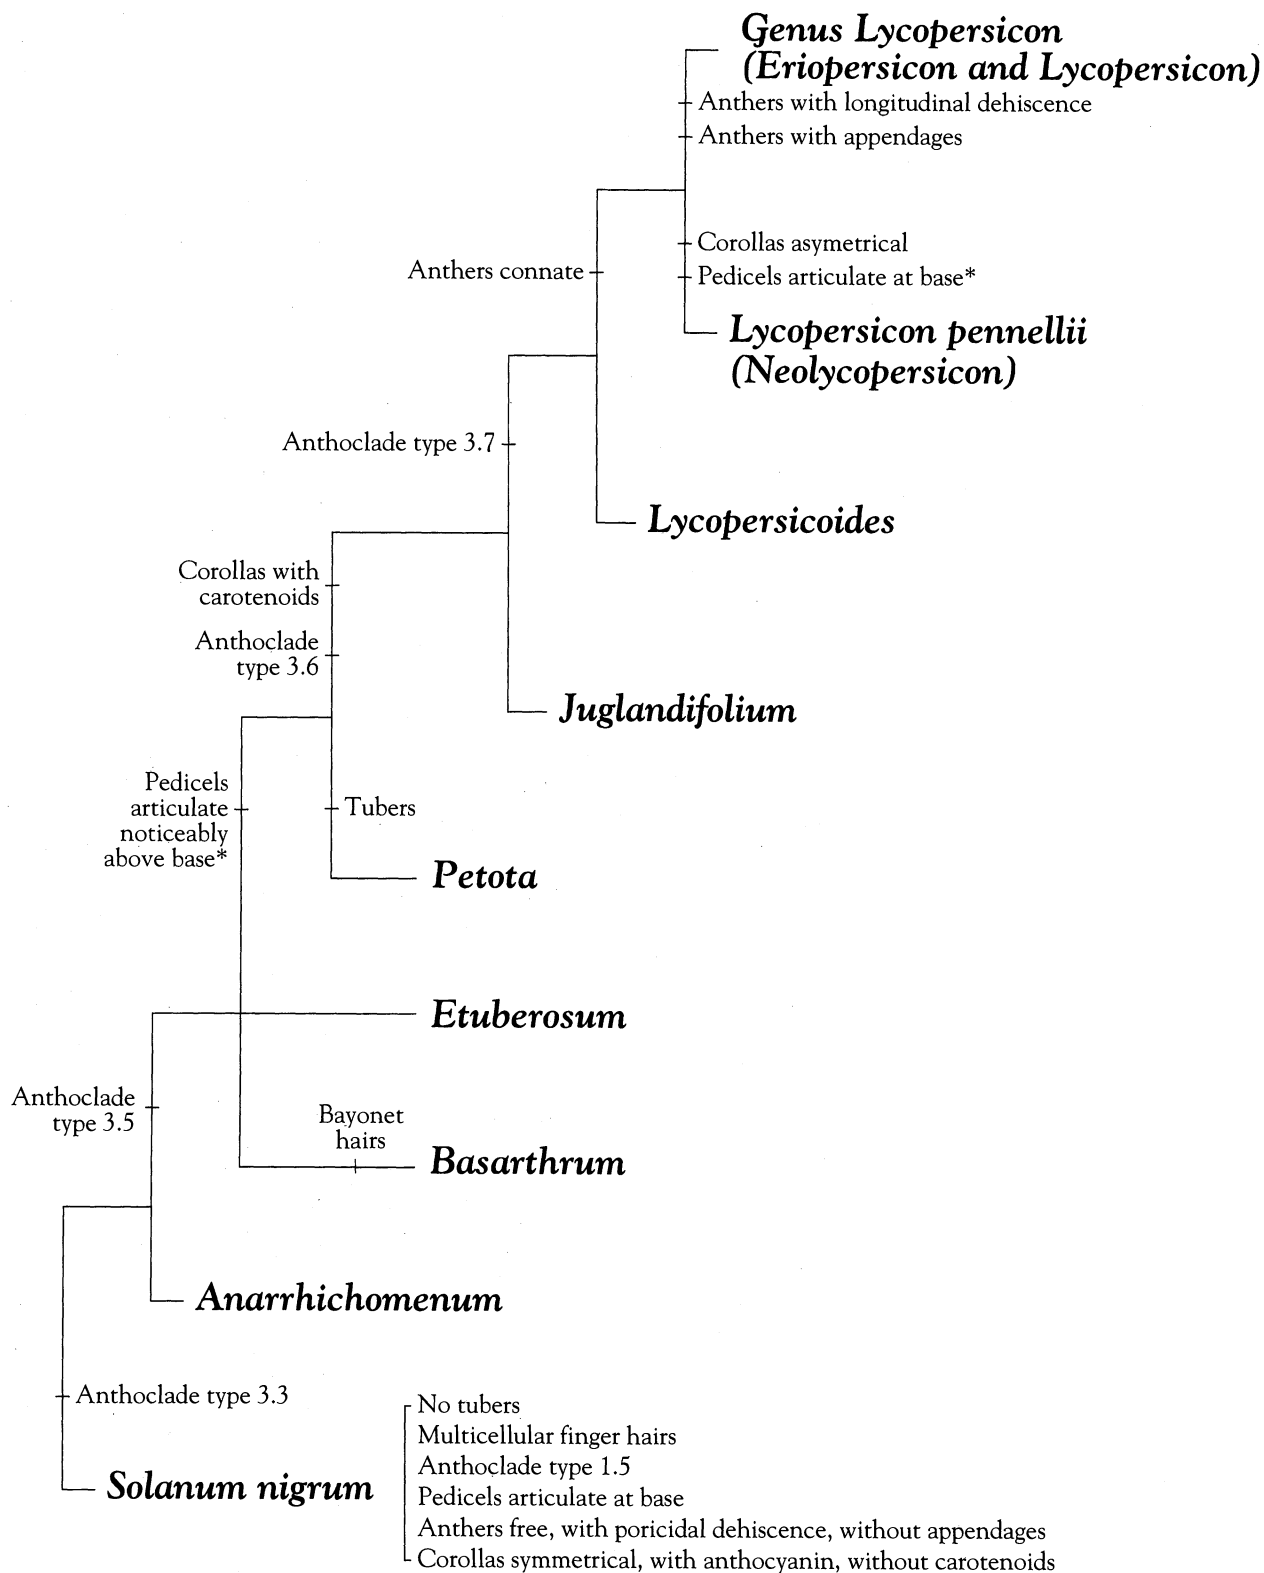 Genus Lycopersicon
(Eriopersicon and Lycopersicon)
Anthers with longitudinal dehiscence
Anthers with appendages
Corollas asymetrical
Anthers connate
Pedicels articulate at base*
Lycopersicon pennellii
(Neolycopersicon)
Anthoclade type 3.7
Lycopersicoides
Corollas with
carotenoids
Anthoclade
type 3.6
Juglandifolium
Pedicels
articulate
noticeably
above base*
Tubers
Petota
Etuberosum
Anthoclade
type 3.5
Bayonet
hairs
Basarthrum
Anarrhichomenum
Anthoclade type 3.3
Solanum nigrum
No tubers
Multicellular finger hairs
Anthoclade type 1.5
Pedicels articulate at base
Anthers free, with poricidal dehiscence, without appendages
Corollas symmetrical, with anthocyanin, without carotenoids